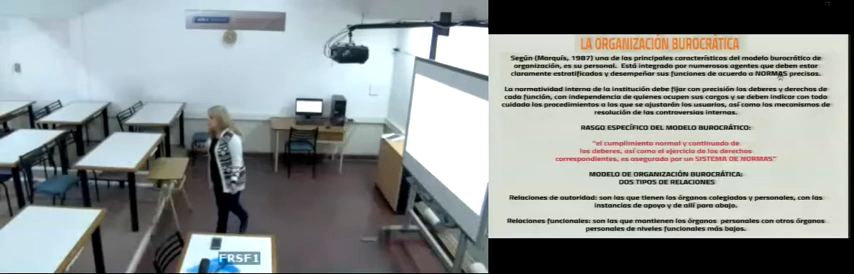 FRSF1
LA ORGANIZACIÓN BUROCRÁTICA
Según (Marquís, 1987) una de las principales características del modelo burocrático de
organización, es su personal. Está integrado por numerosos agentes que deben estar
claramente estratificados y desempeñar sus funciones de acuerdo a NORMAS precisas.
La normatividad interna de la institución debe fijar con precisión los deberes y derechos de
cada función, con independencia de quienes ocupen sus cargos y se deben indicar con todo
cuidado los procedimientos a los que se ajustarán los usuarios, así como los mecanismos de
resolución de las controversias internas.
RASGO ESPECÍFICO DEL MODELO BUROCRÁTICO:
"el cumplimiento normal y continuado de
los deberes, así como el ejercicio de los derechos
correspondientes, es asegurado por un SISTEMA DE NORMAS"
MODELO DE ORGANIZACIÓN BUROCRÁTICA:
DOS TIPOS DE RELACIONES
Relaciones de autoridad: son las que tienen los órganos colegiados y personales, con las
instancias de apoyo y de allí para abajo.
Relaciones funcionales: son las que mantienen los órganos personales con otros órganos
personales de niveles funcionales más bajos.